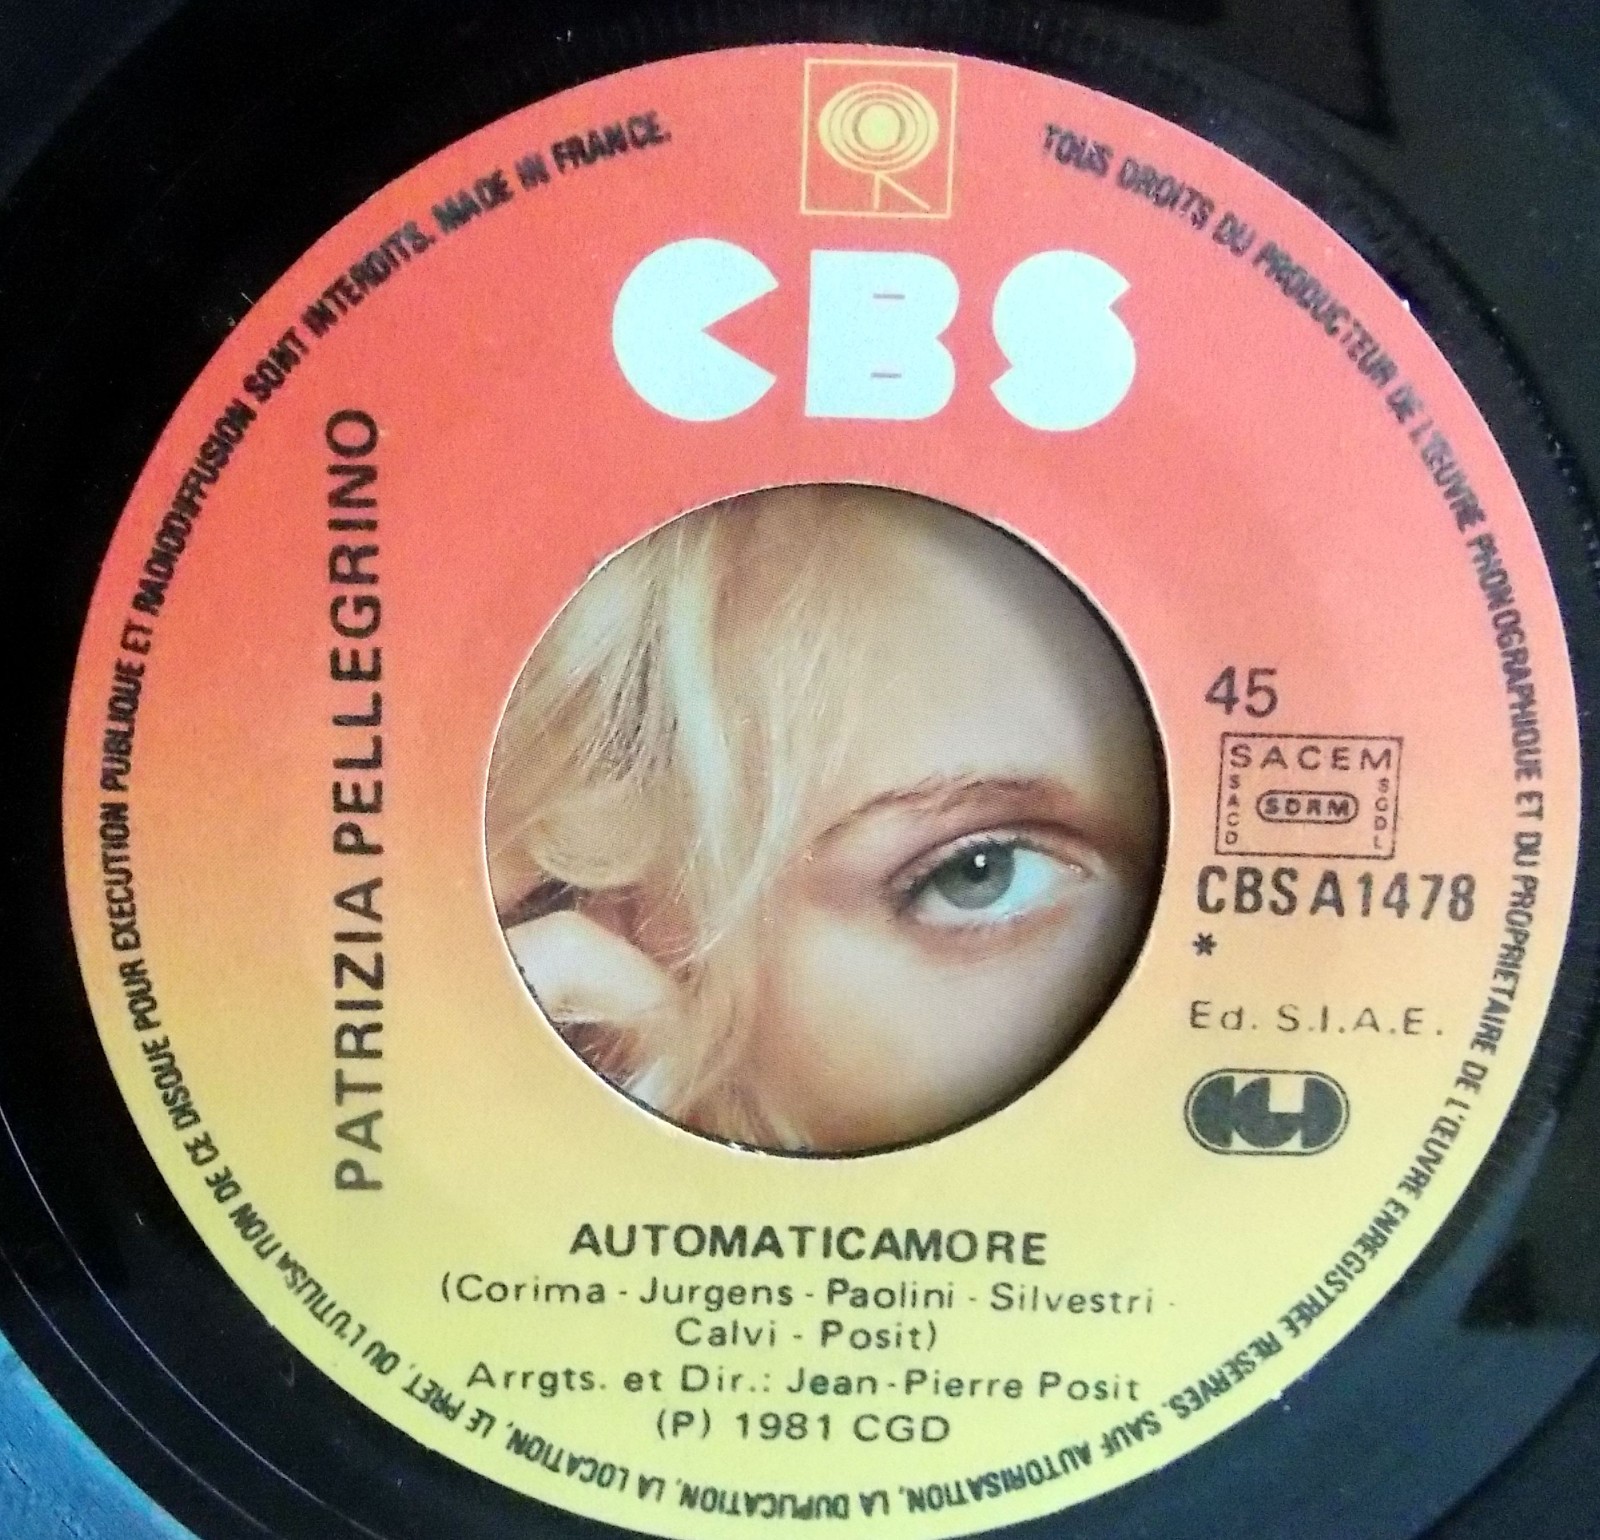 CBS
PATRIZIA PELLEGRINO
45
SACEM
SACD
SDRM
SGDL
CBS A 1478
*
Ed. S.I.A.E.
AUTOMATICAMORE
(Corima - Jurgens - Paolini - Silvestri -
Calvi - Posit)
Arrgts. et Dir.: Jean-Pierre Posit
(P) 1981 CGD
TOUS DROITS DU PRODUCTEUR DE L'ŒUVRE PHONOGRAPHIQUE ET DU PROPRIETAIRE DE L'ŒUVRE ENREGISTREE RESERVES. SAUF AUTORISATION, LA DUPLICATION, LA LOCATION, LE PRET, OU L'UTILISATION DE CE DISQUE POUR EXECUTION PUBLIQUE ET RADIODIFFUSION SONT INTERDITS. MADE IN FRANCE.